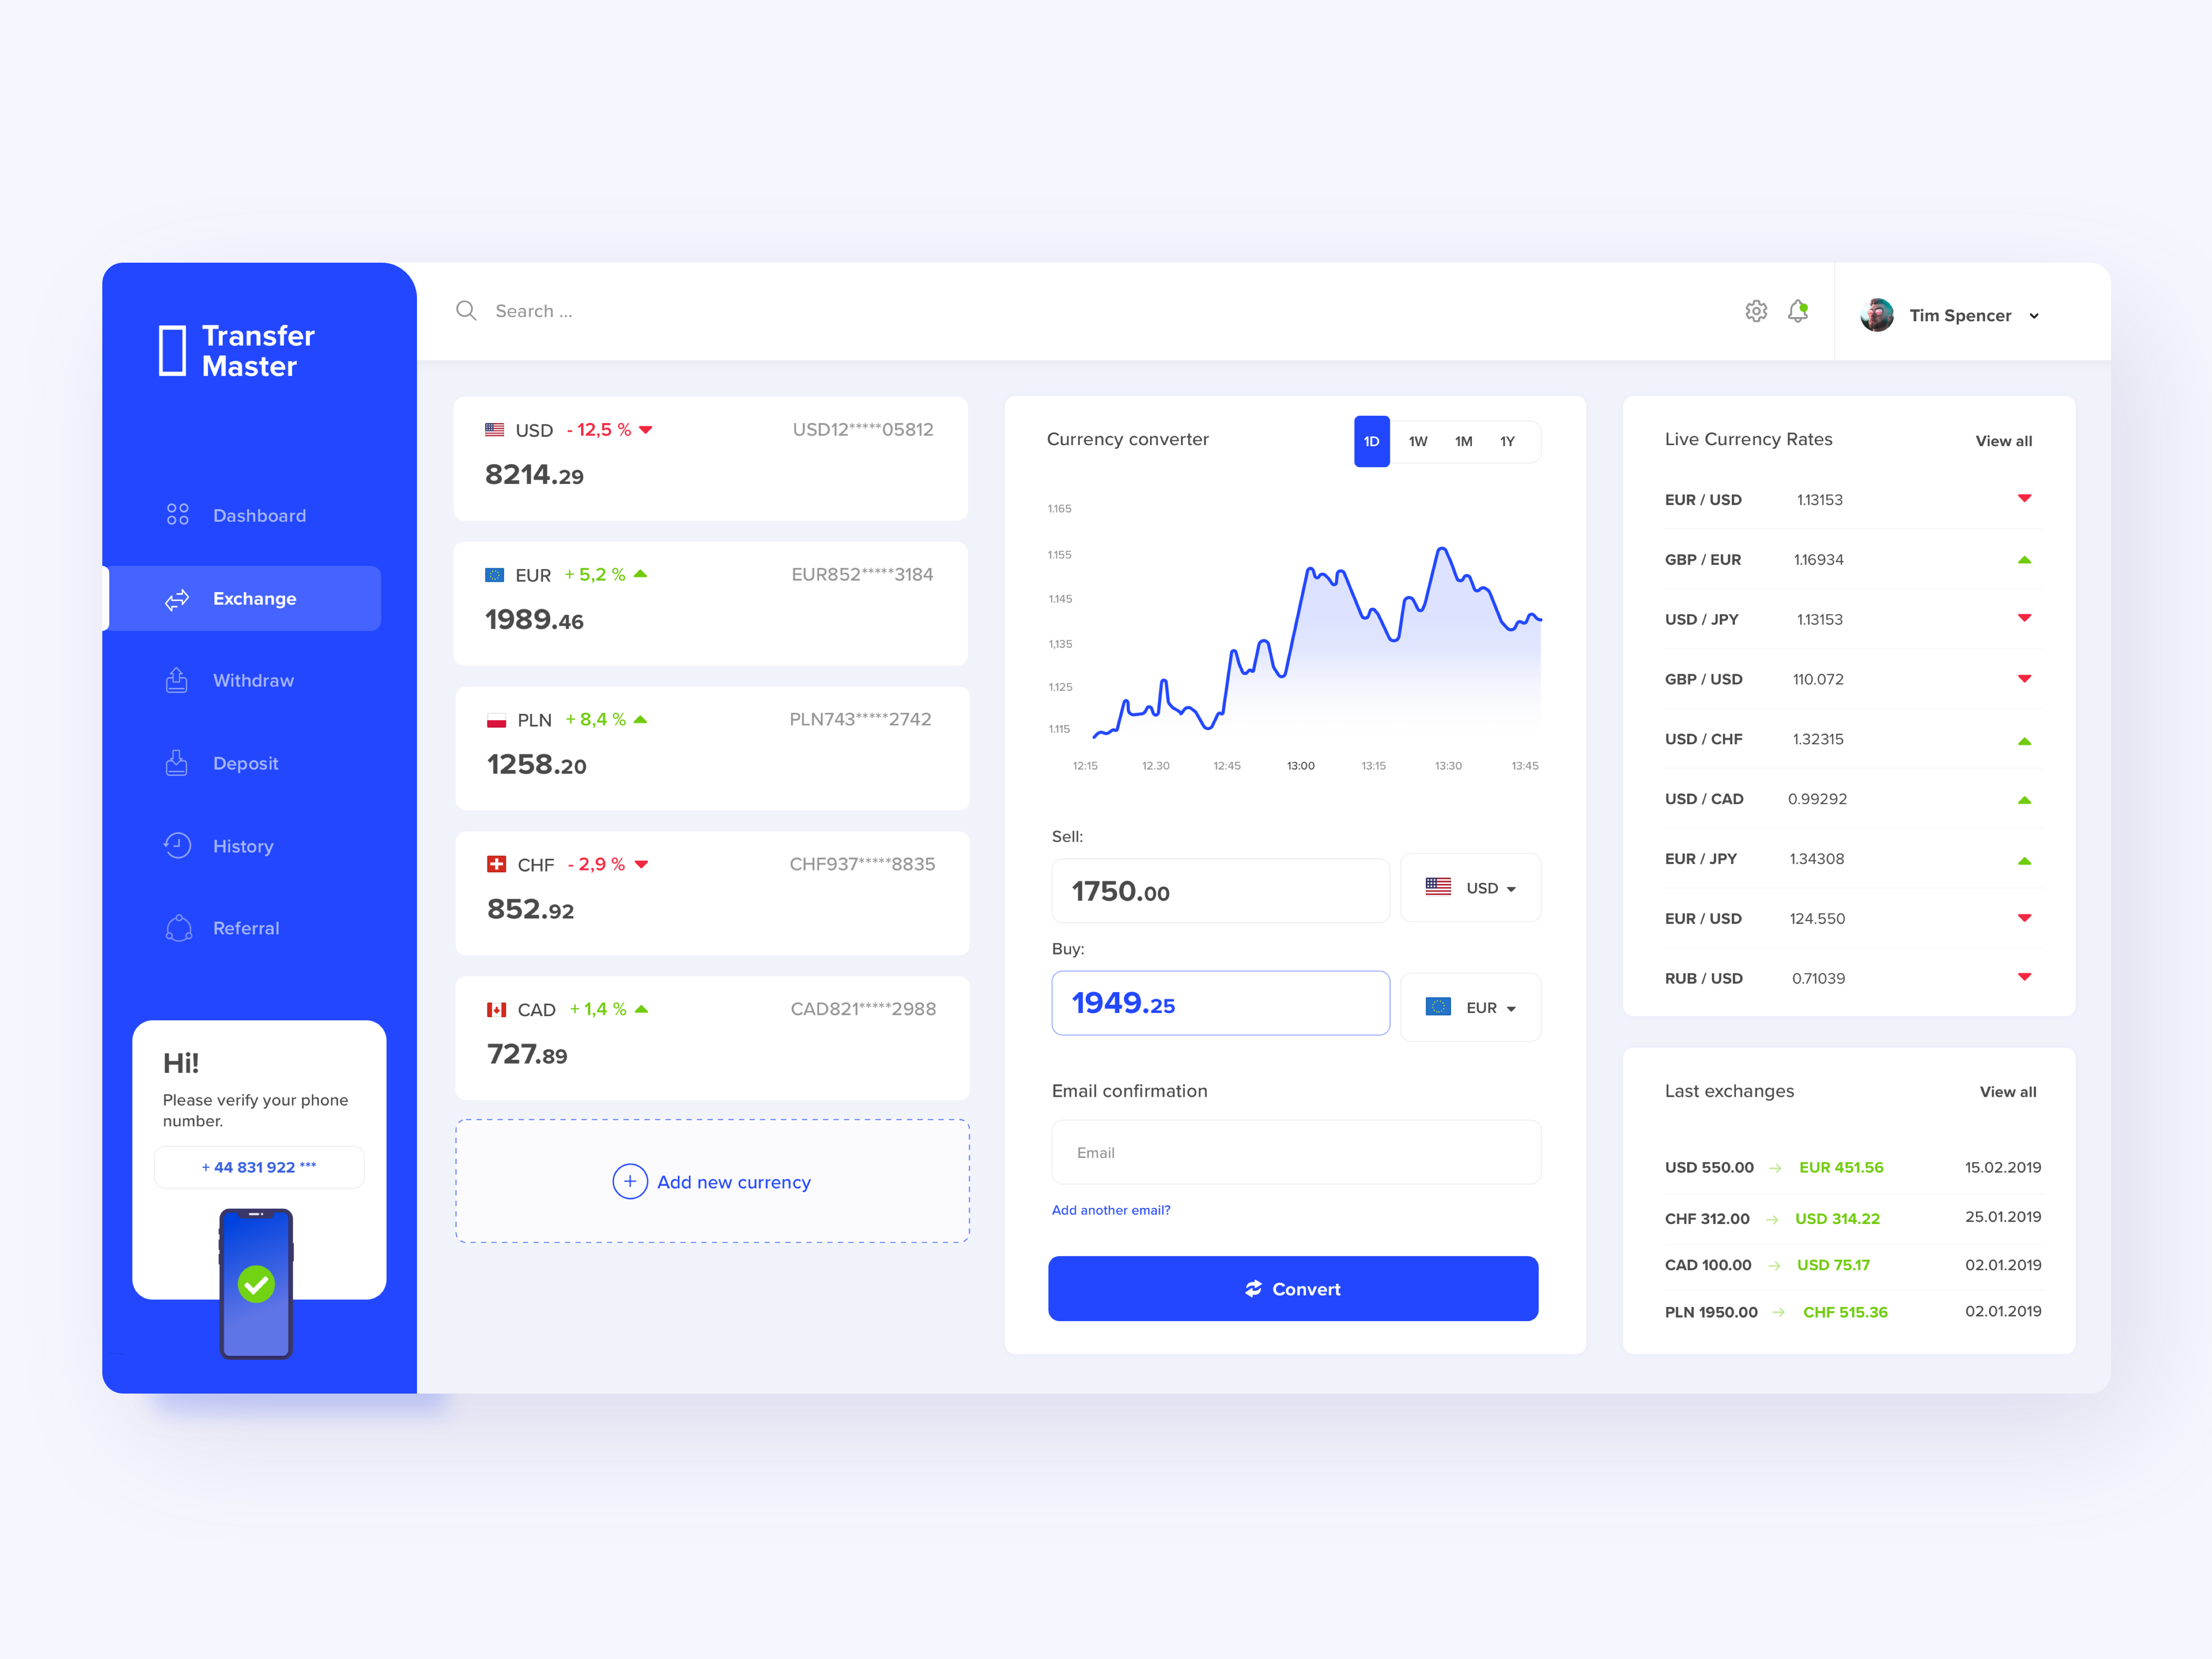 Transfer
Master
Dashboard
Exchange
Withdraw
Deposit
History
Referral
Hi!
Please verify your phone
number.
+ 44 831 922 ***
Search ...
Tim Spencer
USD - 12,5 % USD12*****05812
8214.29
EUR + 5,2 % EUR852*****3184
1989.46
PLN + 8,4 % PLN743*****2742
1258.20
CHF - 2,9 % CHF937*****8835
852.92
CAD + 1,4 % CAD821*****2988
727.89
+ Add new currency
Currency converter 1D 1W 1M 1Y
1.165
1.155
1.145
1,135
1.125
1.115
12:15 12.30 12:45 13:00 13:15 13:30 13:45
Sell:
1750.00 USD
Buy:
1949.25 EUR
Email confirmation
Email
Add another email?
Convert
Live Currency Rates View all
EUR / USD 1.13153
GBP / EUR 1.16934
USD / JPY 1.13153
GBP / USD 110.072
USD / CHF 1.32315
USD / CAD 0.99292
EUR / JPY 1.34308
EUR / USD 124.550
RUB / USD 0.71039
Last exchanges View all
USD 550.00 → EUR 451.56 15.02.2019
CHF 312.00 → USD 314.22 25.01.2019
CAD 100.00 → USD 75.17 02.01.2019
PLN 1950.00 → CHF 515.36 02.01.2019